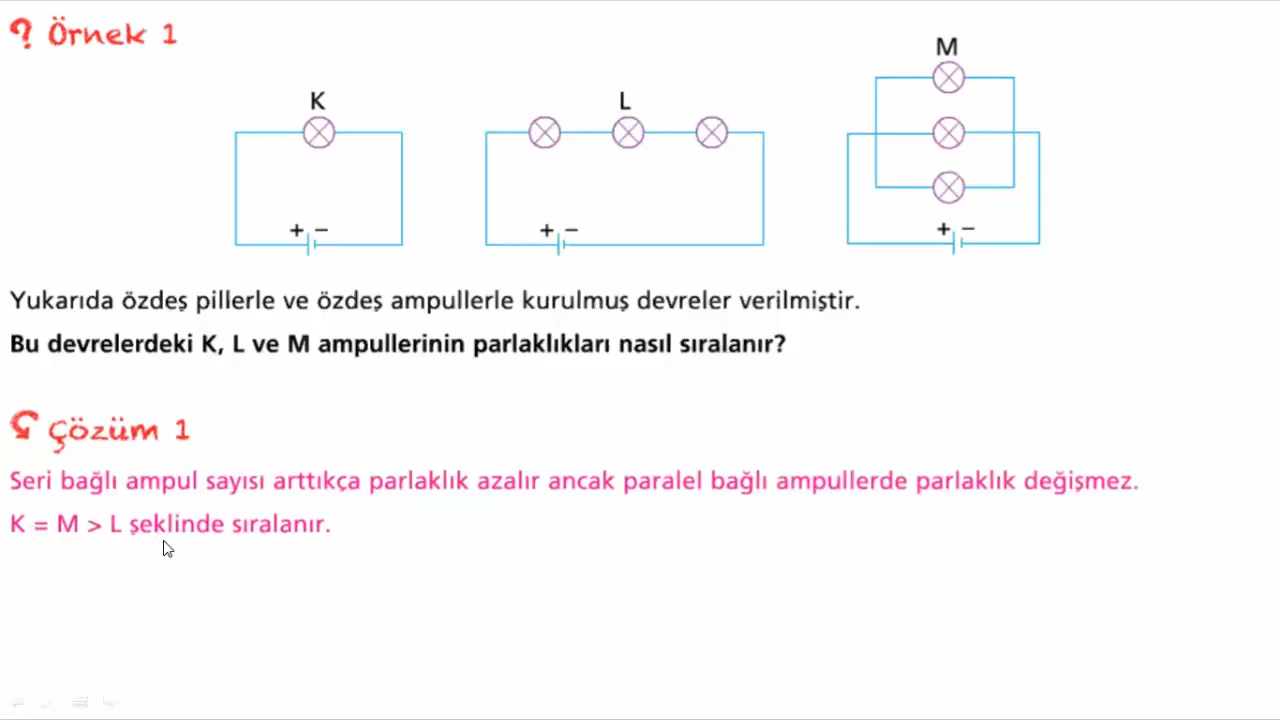 ? Örnek 1
K
L
M
+ −
+ −
+ −
Yukarıda özdeş pillerle ve özdeş ampullerle kurulmuş devreler verilmiştir.
Bu devrelerdeki K, L ve M ampullerinin parlaklıkları nasıl sıralanır?
Çözüm 1
Seri bağlı ampul sayısı arttıkça parlaklık azalır ancak paralel bağlı ampullerde parlaklık değişmez.
K = M > L şeklinde sıralanır.